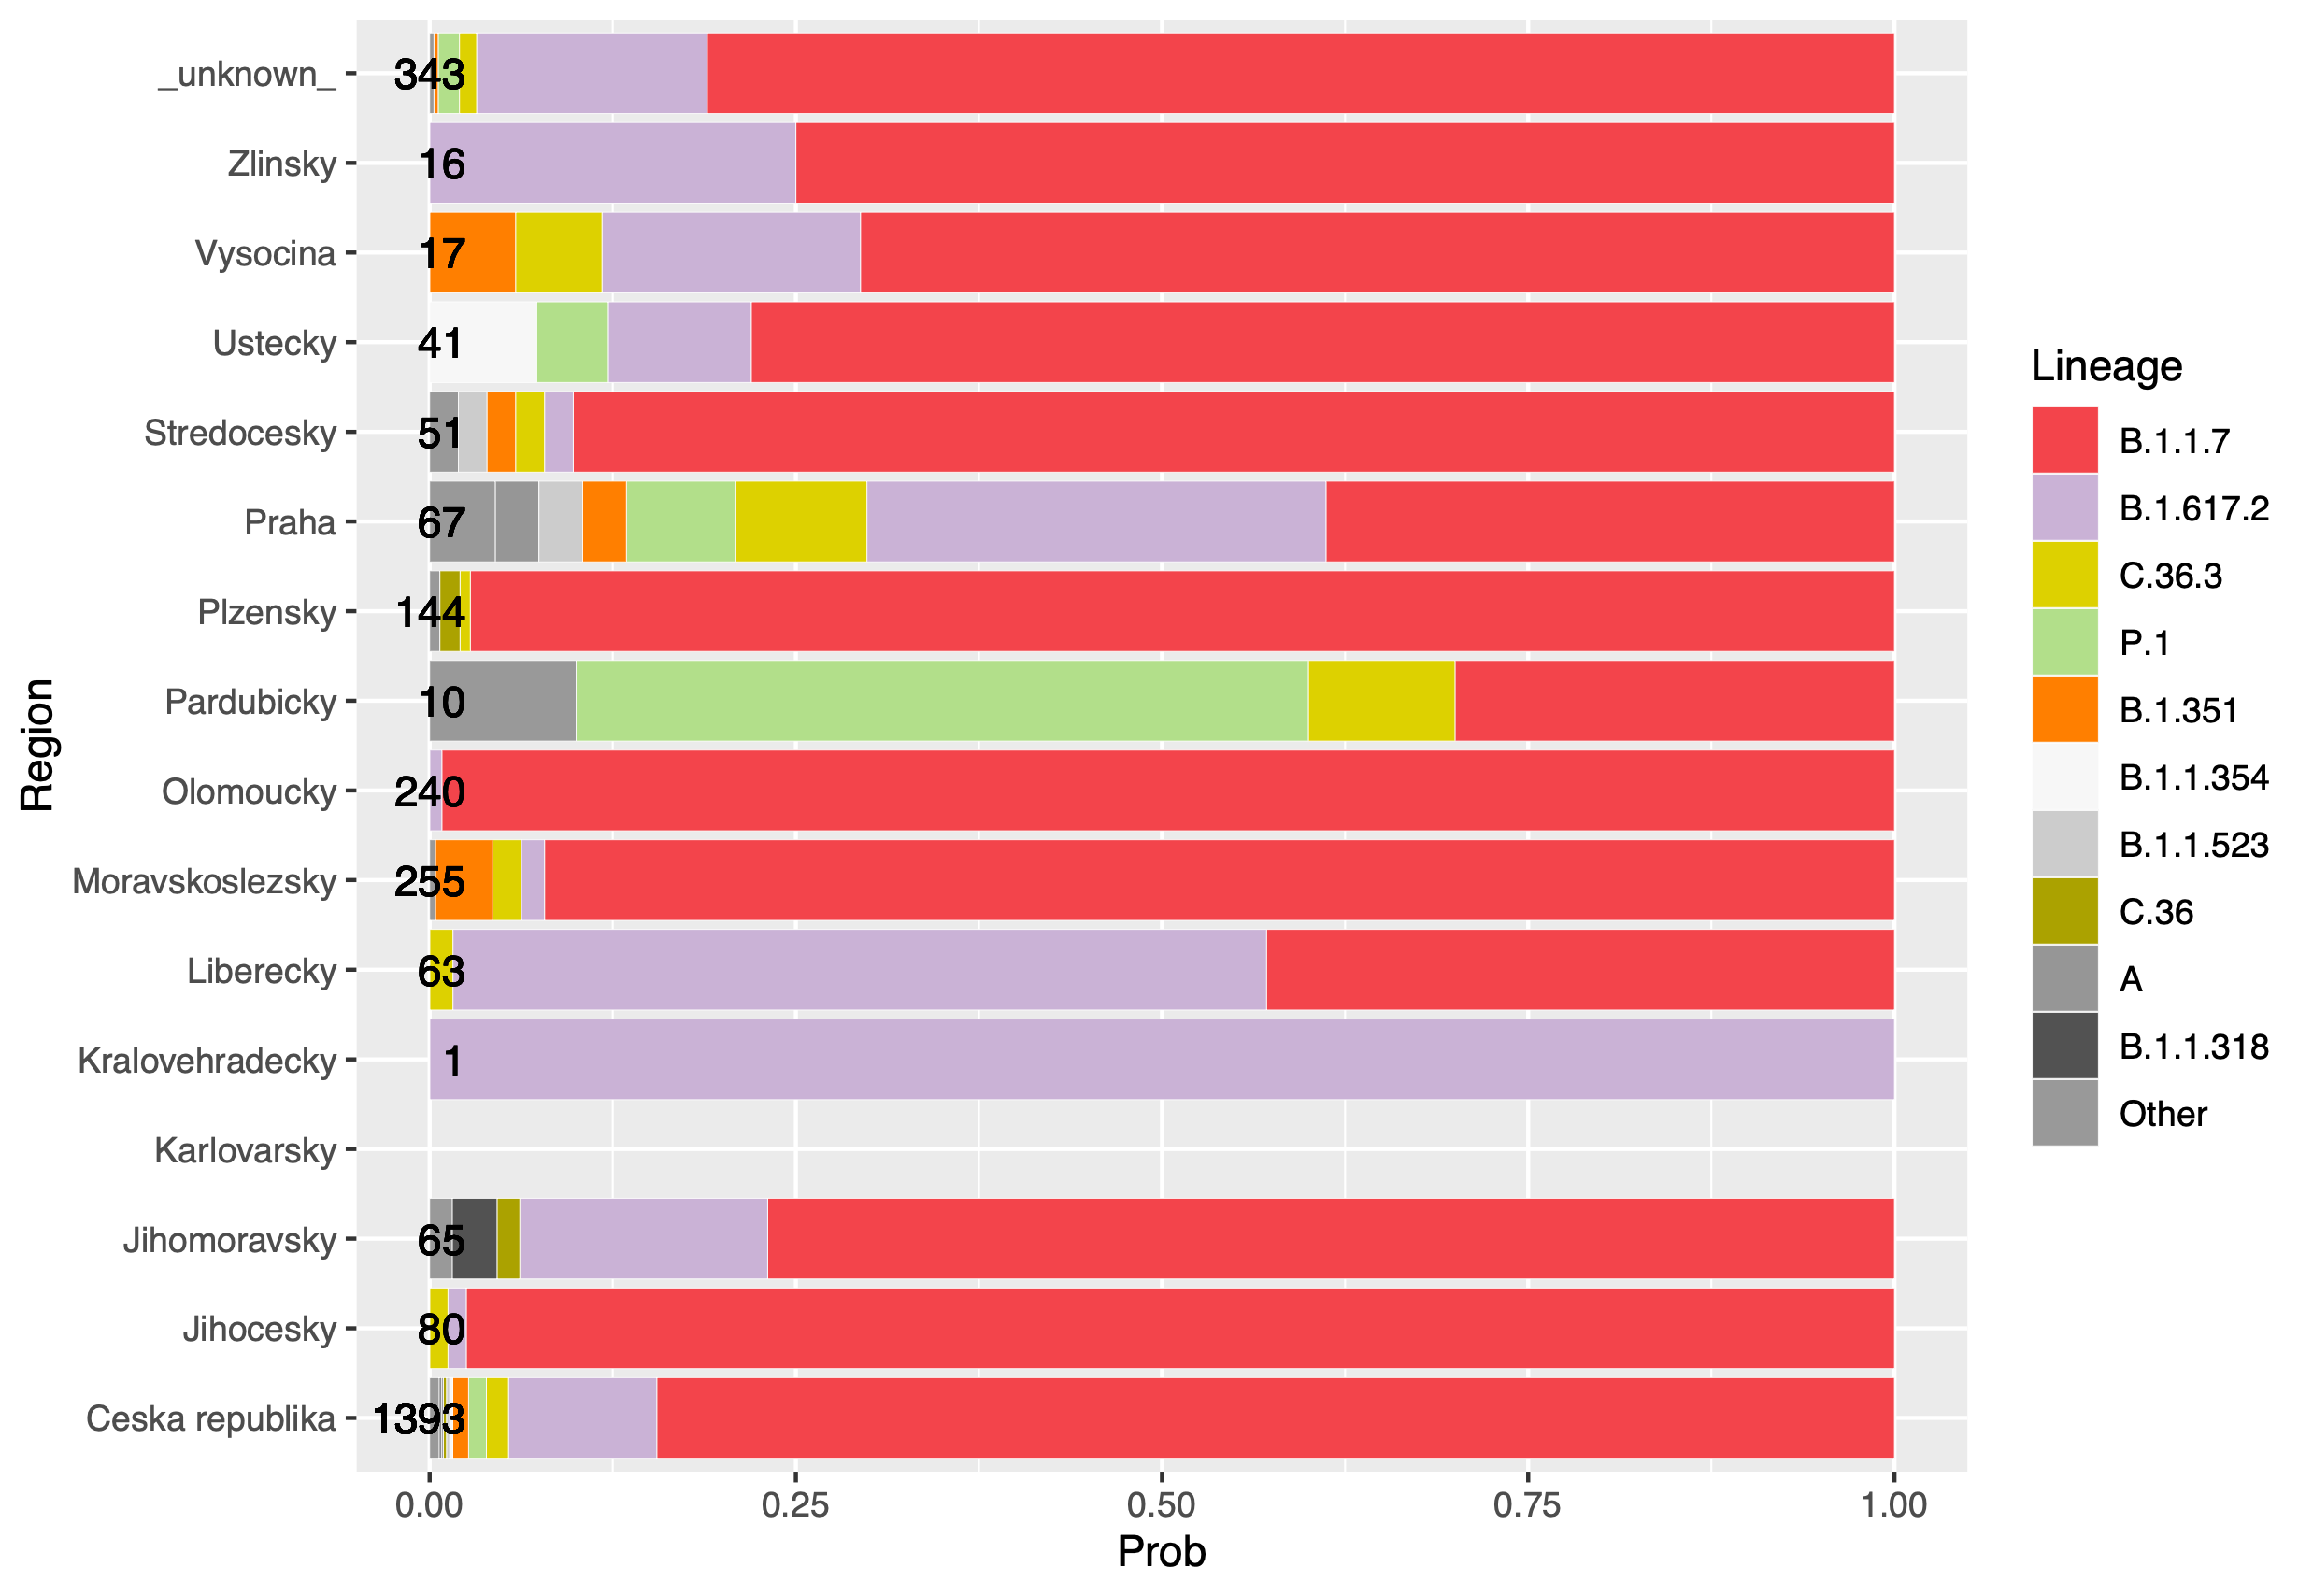 _unknown_ 343
Zlinsky 16
Vysocina 17
Ustecky 41
Stredocesky 51
Praha 67
Plzensky 144
Pardubicky 10
Olomoucky 240
Moravskoslezsky 255
Liberecky 63
Kralovehradecky 1
Karlovarsky
Jihomoravsky 65
Jihocesky 80
Ceska republika 1393
0.00 0.25 0.50 0.75 1.00
Prob
Region
Lineage
B.1.1.7
B.1.617.2
C.36.3
P.1
B.1.351
B.1.1.354
B.1.1.523
C.36
A
B.1.1.318
Other